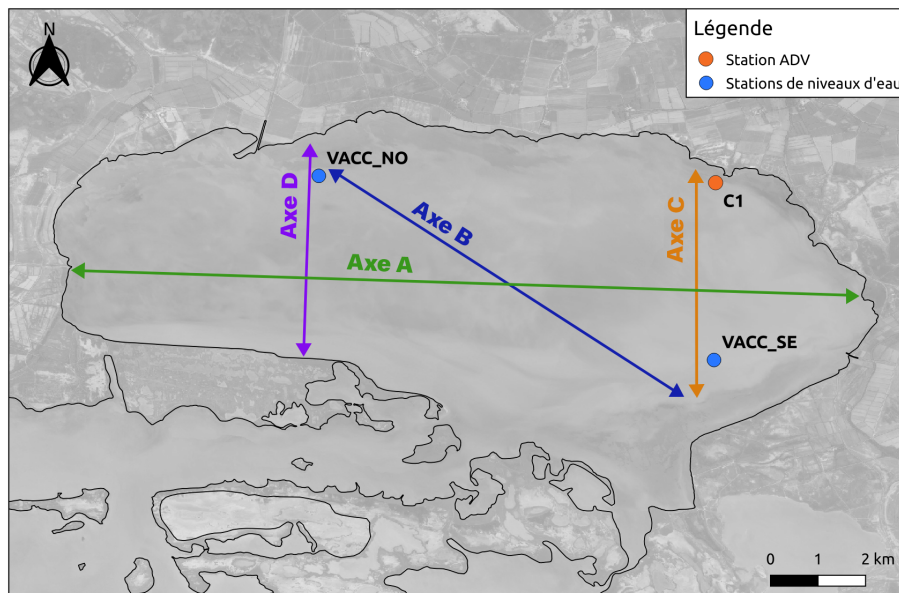 N
Légende
Station ADV
Stations de niveaux d'eau
VACC_NO
Axe D
Axe B
Axe C
C1
Axe A
VACC_SE
0 1 2 km